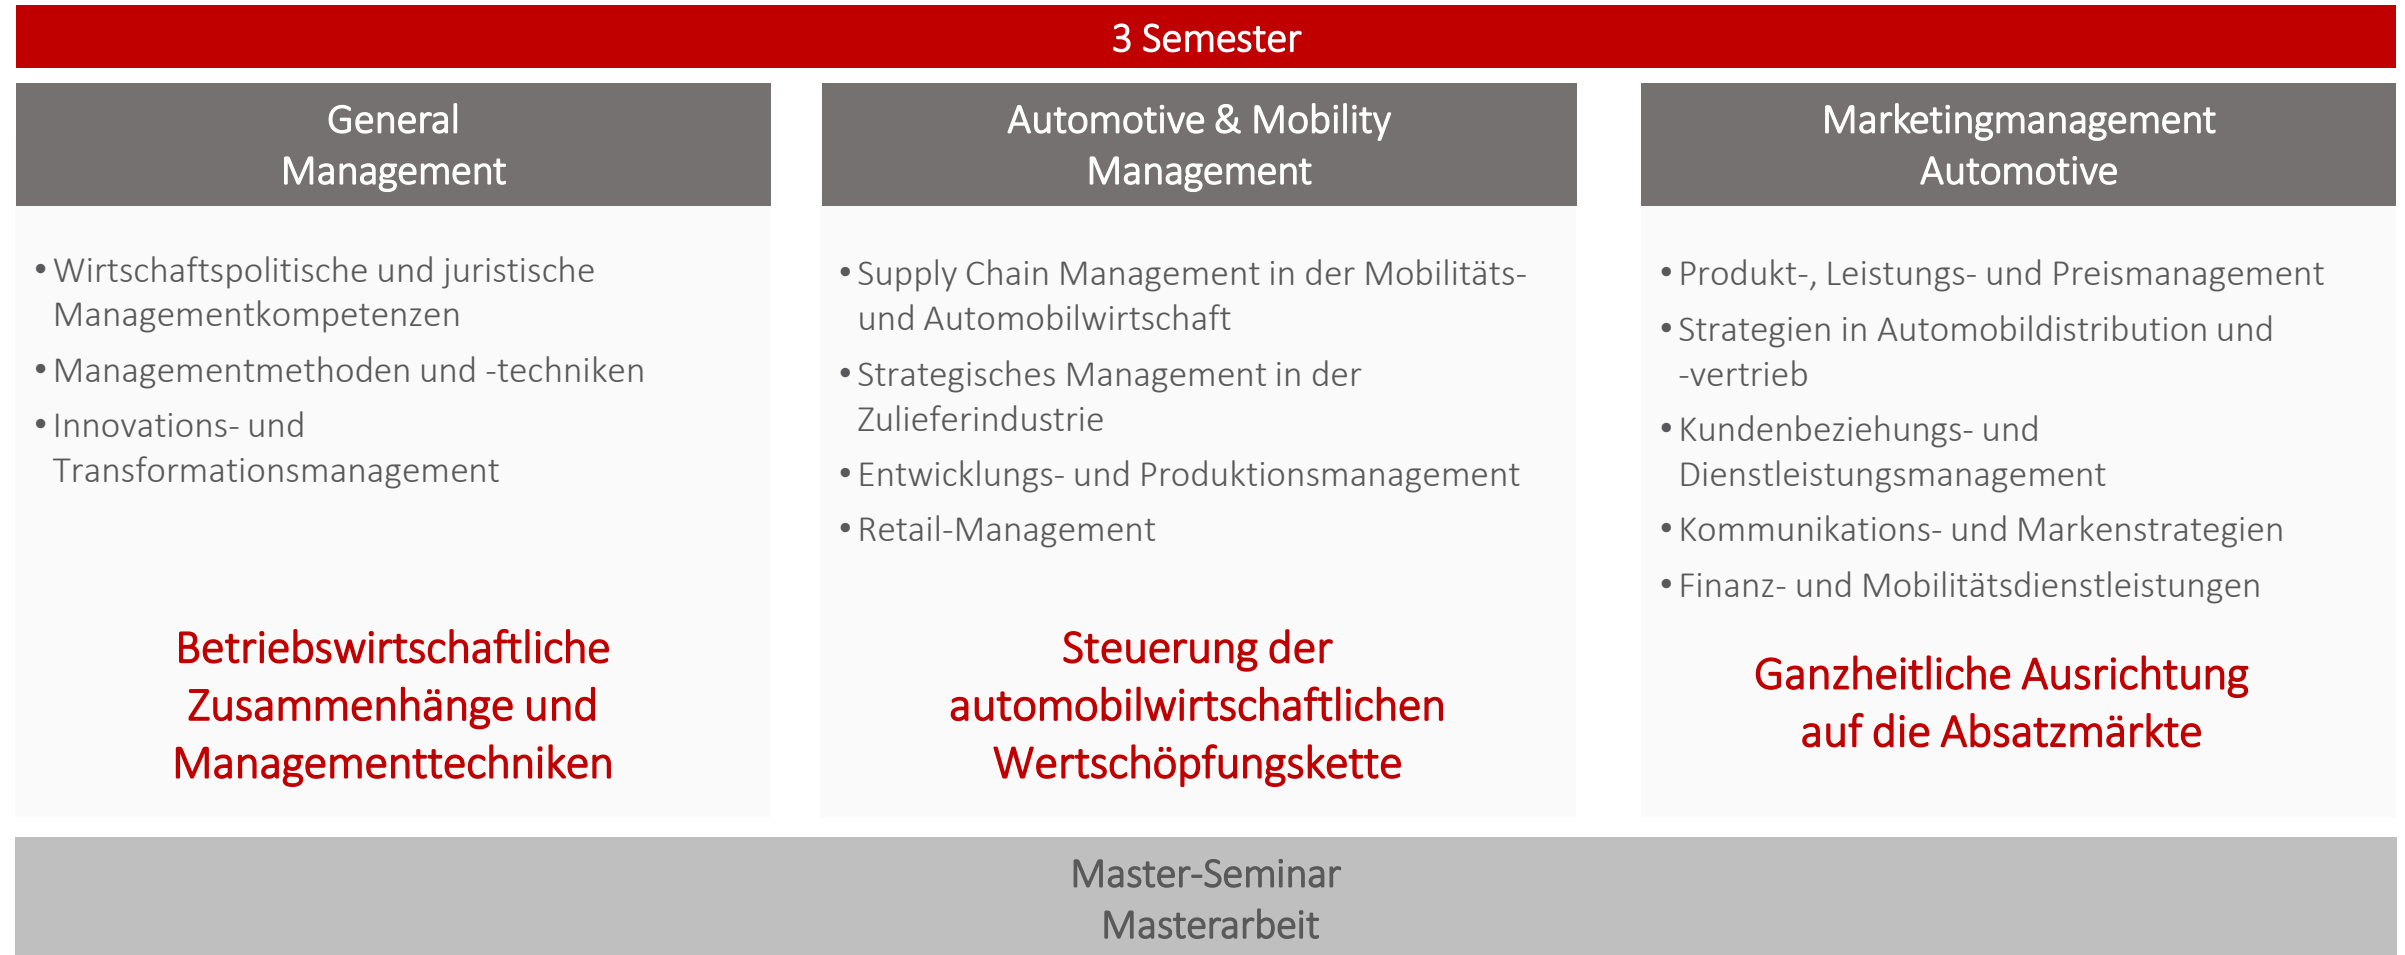 3 Semester
General
Management
• Wirtschaftspolitische und juristische
Managementkompetenzen
• Managementmethoden und -techniken
• Innovations- und
Transformationsmanagement
Betriebswirtschaftliche
Zusammenhänge und
Managementtechniken
Automotive & Mobility
Management
• Supply Chain Management in der Mobilitäts-
und Automobilwirtschaft
• Strategisches Management in der
Zulieferindustrie
• Entwicklungs- und Produktionsmanagement
• Retail-Management
Steuerung der
automobilwirtschaftlichen
Wertschöpfungskette
Marketingmanagement
Automotive
• Produkt-, Leistungs- und Preismanagement
• Strategien in Automobildistribution und
-vertrieb
• Kundenbeziehungs- und
Dienstleistungsmanagement
• Kommunikations- und Markenstrategien
• Finanz- und Mobilitätsdienstleistungen
Ganzheitliche Ausrichtung
auf die Absatzmärkte
Master-Seminar
Masterarbeit